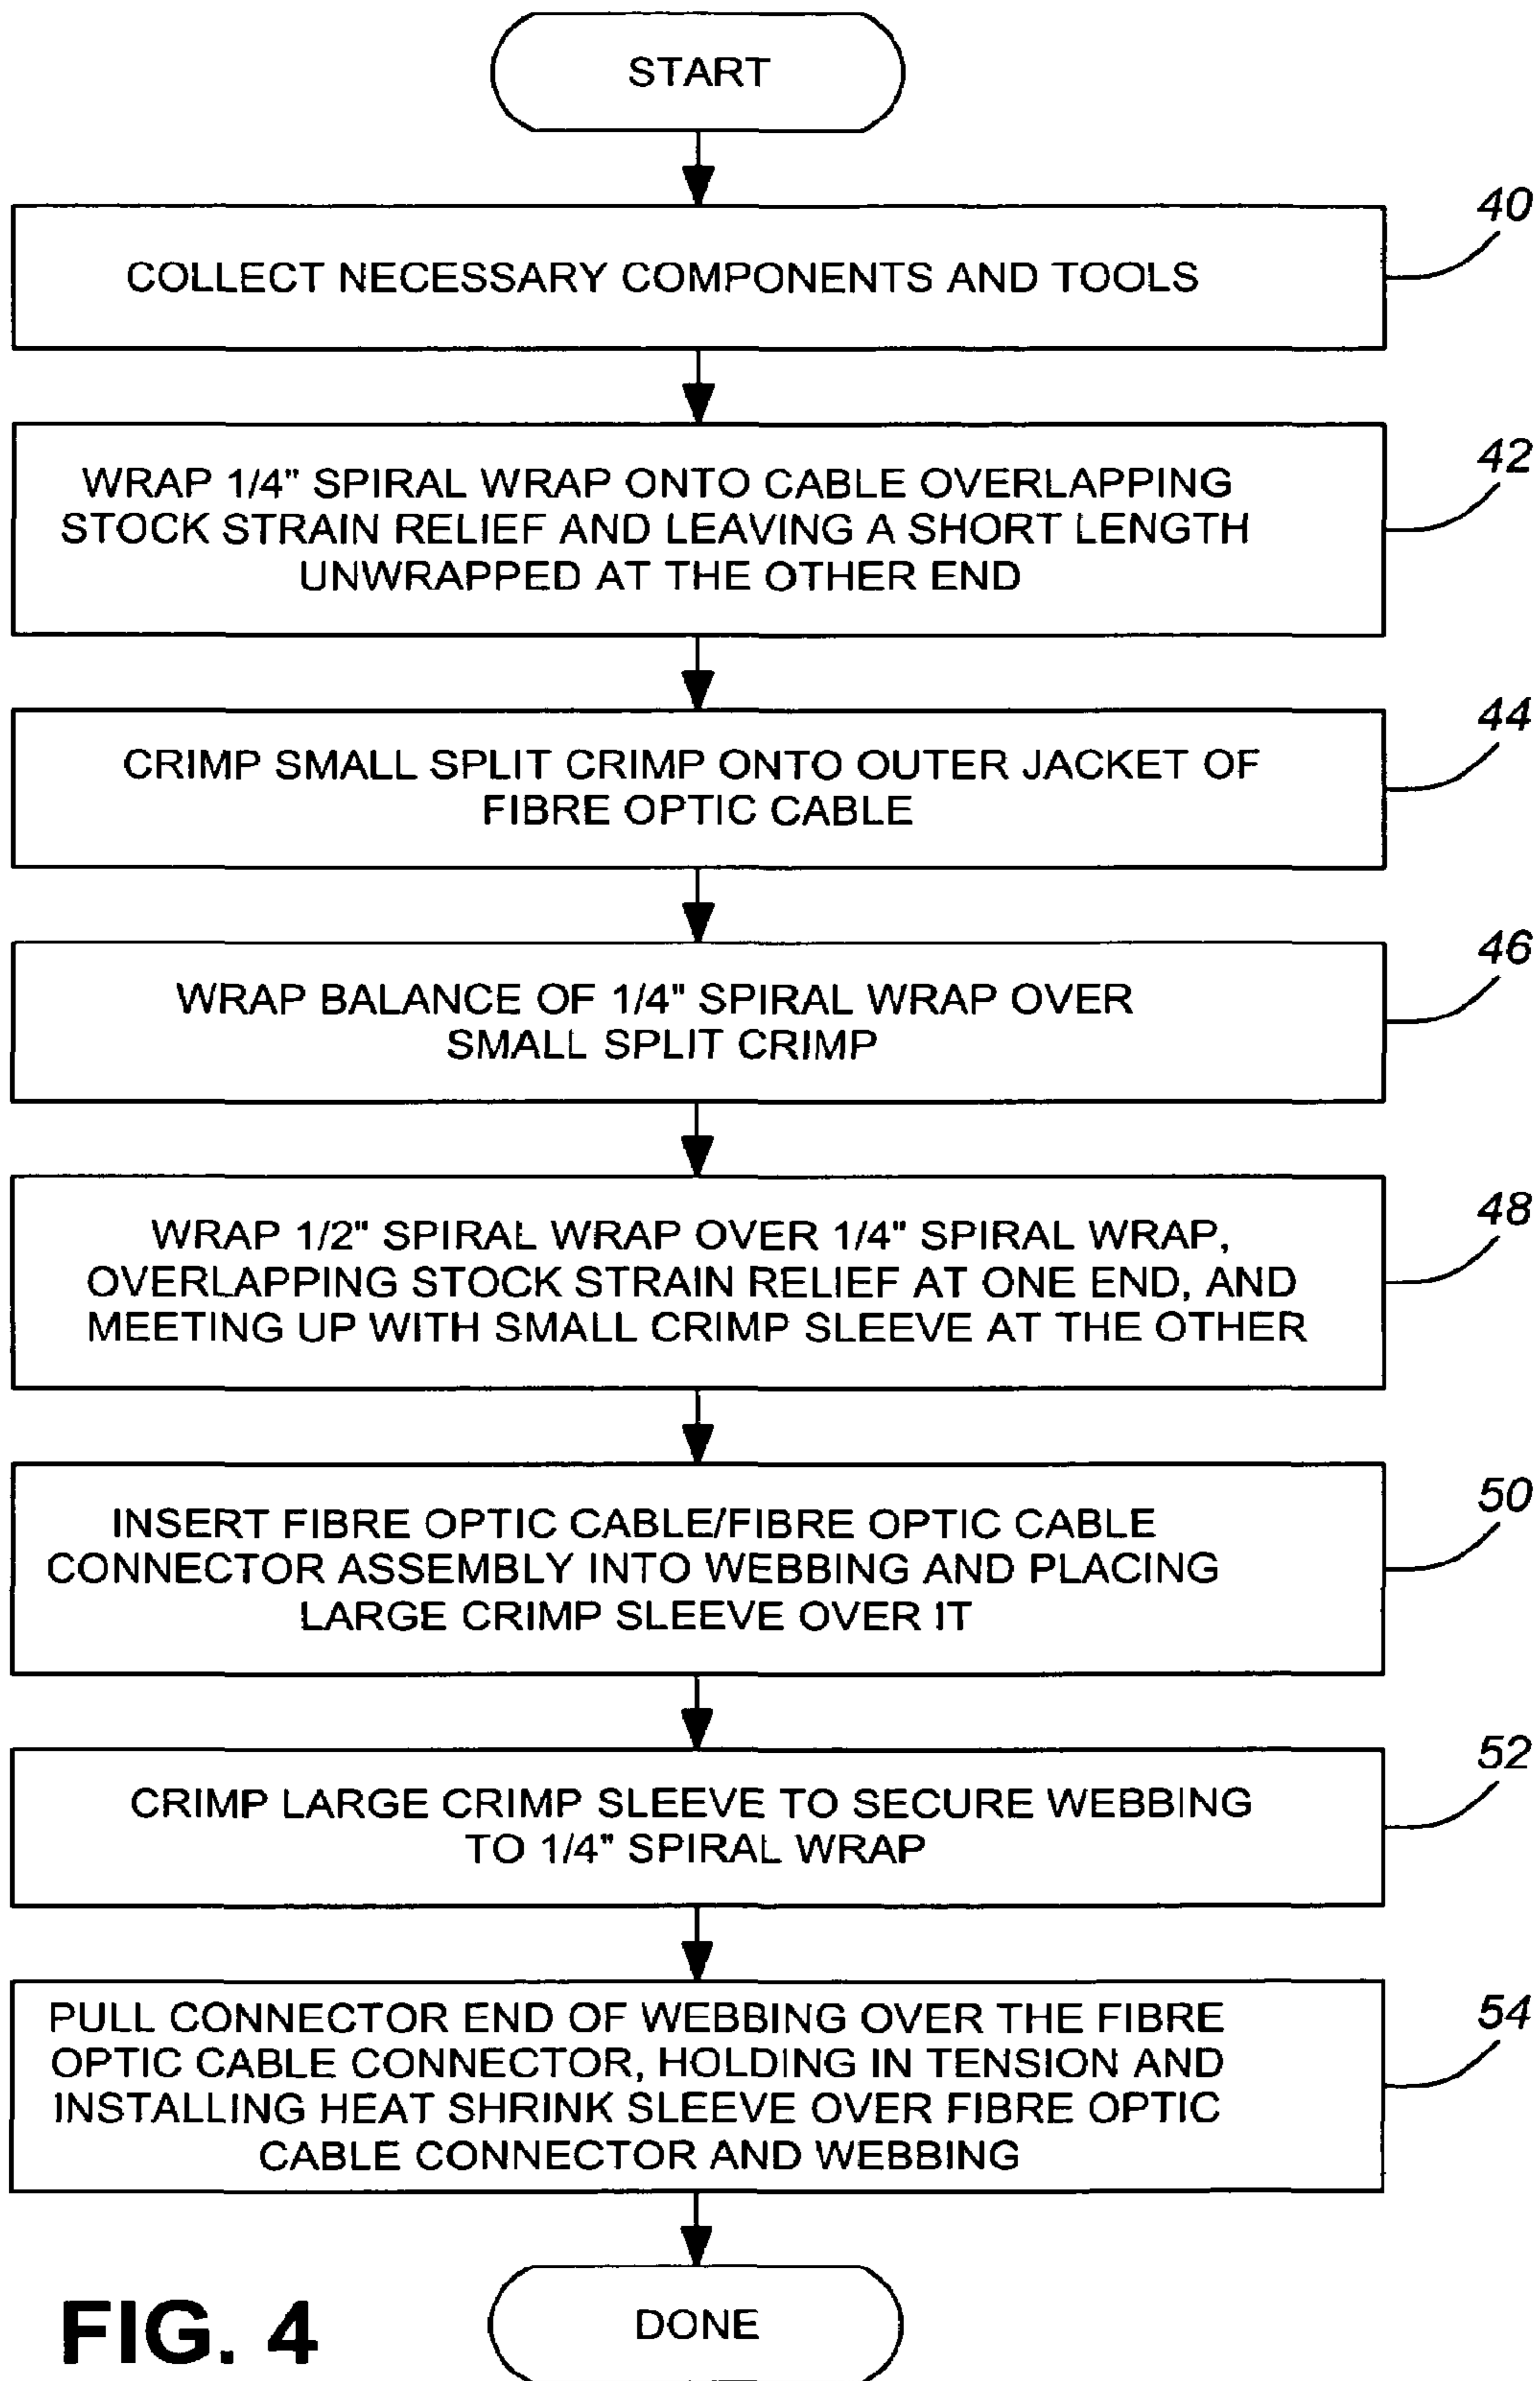 START
40
COLLECT NECESSARY COMPONENTS AND TOOLS
42
WRAP 1/4" SPIRAL WRAP ONTO CABLE OVERLAPPING
STOCK STRAIN RELIEF AND LEAVING A SHORT LENGTH
UNWRAPPED AT THE OTHER END
44
CRIMP SMALL SPLIT CRIMP ONTO OUTER JACKET OF
FIBRE OPTIC CABLE
46
WRAP BALANCE OF 1/4" SPIRAL WRAP OVER
SMALL SPLIT CRIMP
48
WRAP 1/2" SPIRAL WRAP OVER 1/4" SPIRAL WRAP,
OVERLAPPING STOCK STRAIN RELIEF AT ONE END, AND
MEETING UP WITH SMALL CRIMP SLEEVE AT THE OTHER
50
INSERT FIBRE OPTIC CABLE/FIBRE OPTIC CABLE
CONNECTOR ASSEMBLY INTO WEBBING AND PLACING
LARGE CRIMP SLEEVE OVER IT
52
CRIMP LARGE CRIMP SLEEVE TO SECURE WEBBING
TO 1/4" SPIRAL WRAP
54
PULL CONNECTOR END OF WEBBING OVER THE FIBRE
OPTIC CABLE CONNECTOR, HOLDING IN TENSION AND
INSTALLING HEAT SHRINK SLEEVE OVER FIBRE OPTIC
CABLE CONNECTOR AND WEBBING
DONE
FIG. 4